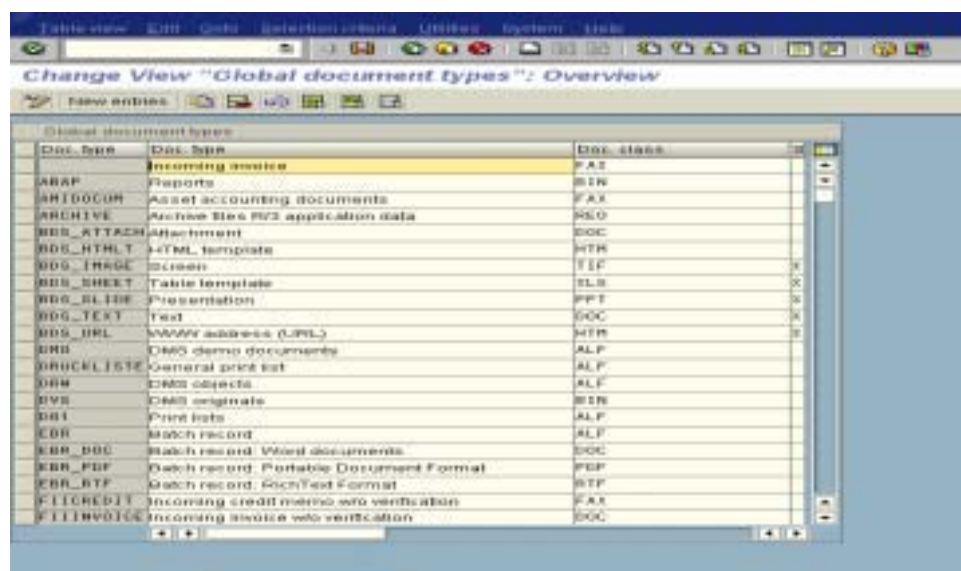 Table view Edit Goto Selection criteria Utilities System Help
Change View "Global document types": Overview
New entries
Global document types
Doc. type Doc. type Doc. class
Incoming invoice FAX
ABAP Reports BIN
AMIDOCUM Asset accounting documents FAX
ARCHIVE Archive files R/3 application data REO
BDS_ATTACH Attachment DOC
BDS_HTMLT HTML template HTM
BDS_IMAGE Screen TIF X
BDS_SHEET Table template XLS X
BDS_SLIDE Presentation PPT X
BDS_TEXT Text DOC X
BDS_URL WWW address (URL) HTM X
DMS demo documents ALF
DRUCKLISTE General print list ALF
DRW DMS objects ALF
DVS DMS originals BIN
D01 Print lists ALF
EBR Batch record ALF
EBR_DOC Batch record: Word documents DOC
EBR_PDF Batch record: Portable Document Format PDF
EBR_RTF Batch record: RichText Format RTF
FIICREDIT Incoming credit memo w/o verification FAX
FIIINVOICE Incoming invoice w/o verification DOC